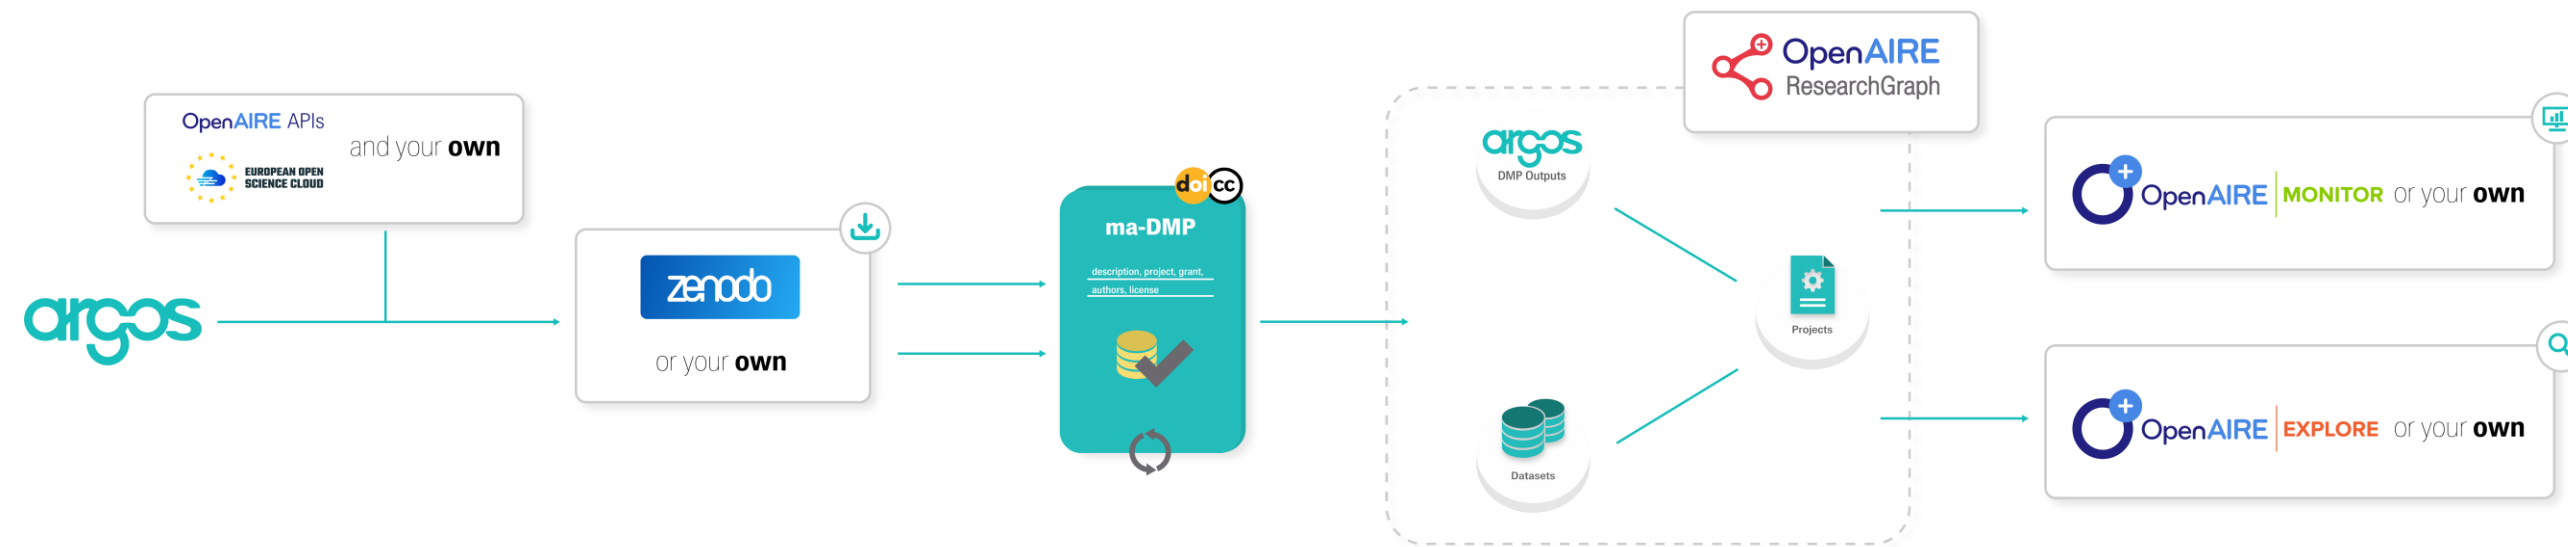 OpenAIRE APIs
EUROPEAN OPEN
SCIENCE CLOUD
and your own
argos
zenodo
or your own
doi cc
ma-DMP
description, project, grant,
authors, license
OpenAIRE
ResearchGraph
argos
DMP Outputs
Projects
Datasets
OpenAIRE MONITOR or your own
OpenAIRE EXPLORE or your own